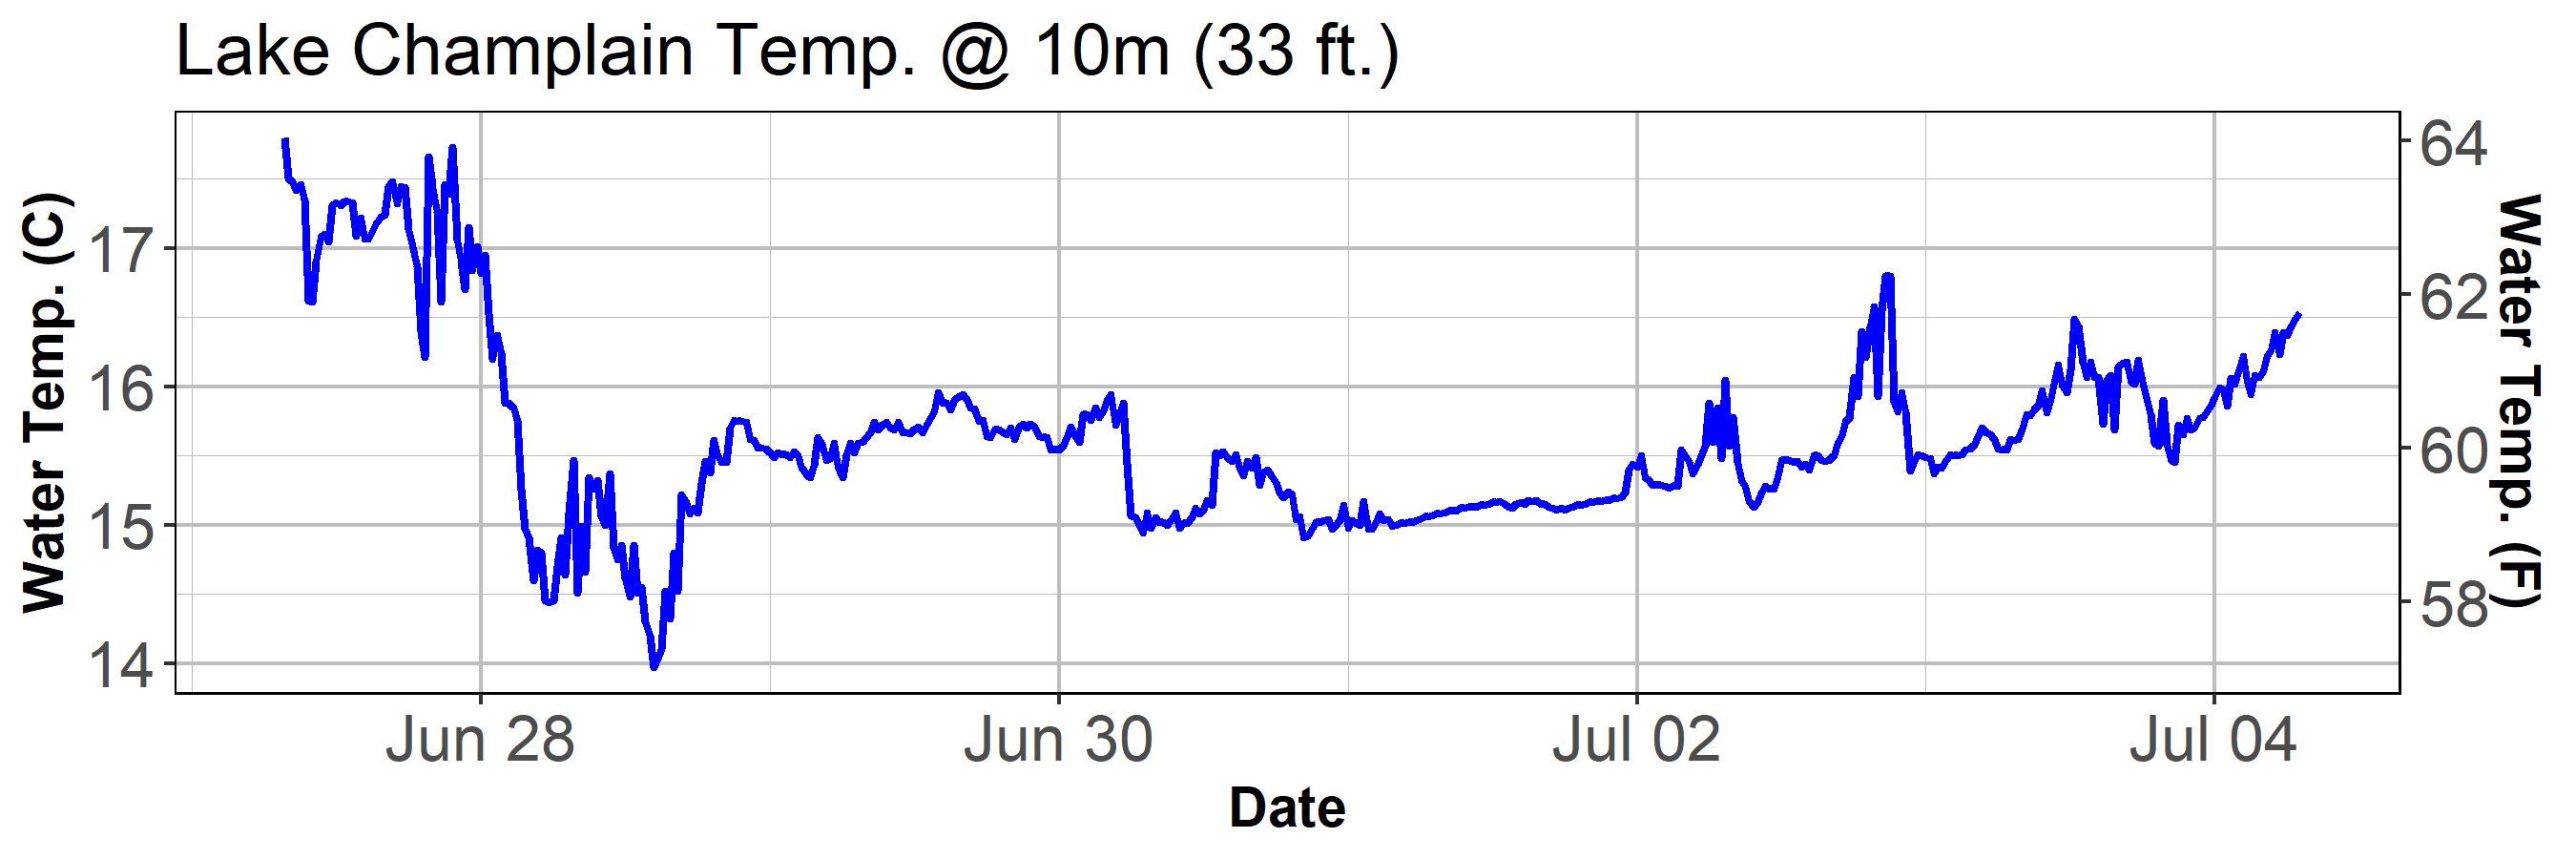 Lake Champlain Temp. @ 10m (33 ft.)
Water Temp. (C)
17
16
15
14
64
62
60
58
Water Temp. (F)
Jun 28
Jun 30
Jul 02
Jul 04
Date